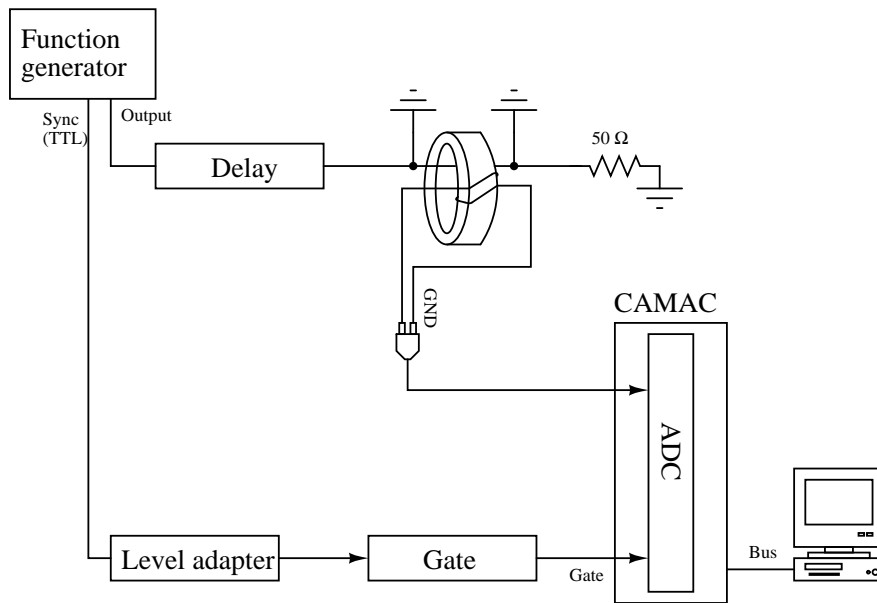 Function
generator
Sync
(TTL)
Output
Delay
50 Ω
GND
CAMAC
ADC
Level adapter
Gate
Gate
Bus